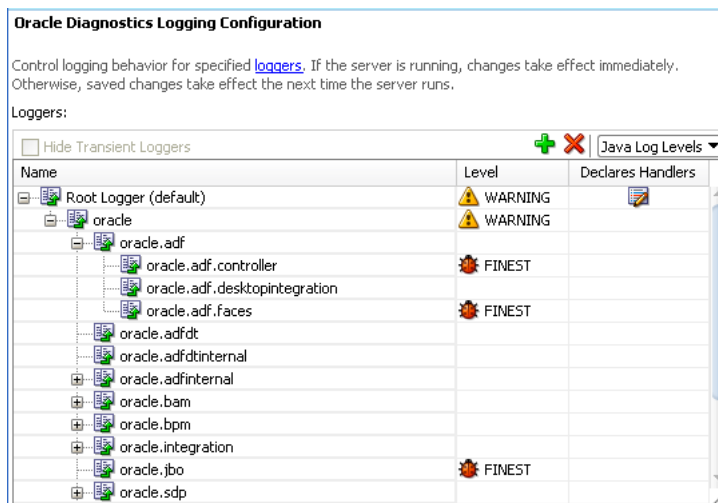 Oracle Diagnostics Logging Configuration
Control logging behavior for specified loggers. If the server is running, changes take effect immediately.
Otherwise, saved changes take effect the next time the server runs.
Loggers:
Hide Transient Loggers Java Log Levels
Name Level Declares Handlers
Root Logger (default) WARNING
oracle WARNING
oracle.adf
oracle.adf.controller FINEST
oracle.adf.desktopintegration
oracle.adf.faces FINEST
oracle.adfdt
oracle.adfdtinternal
oracle.adfinternal
oracle.bam
oracle.bpm
oracle.integration
oracle.jbo FINEST
oracle.sdp